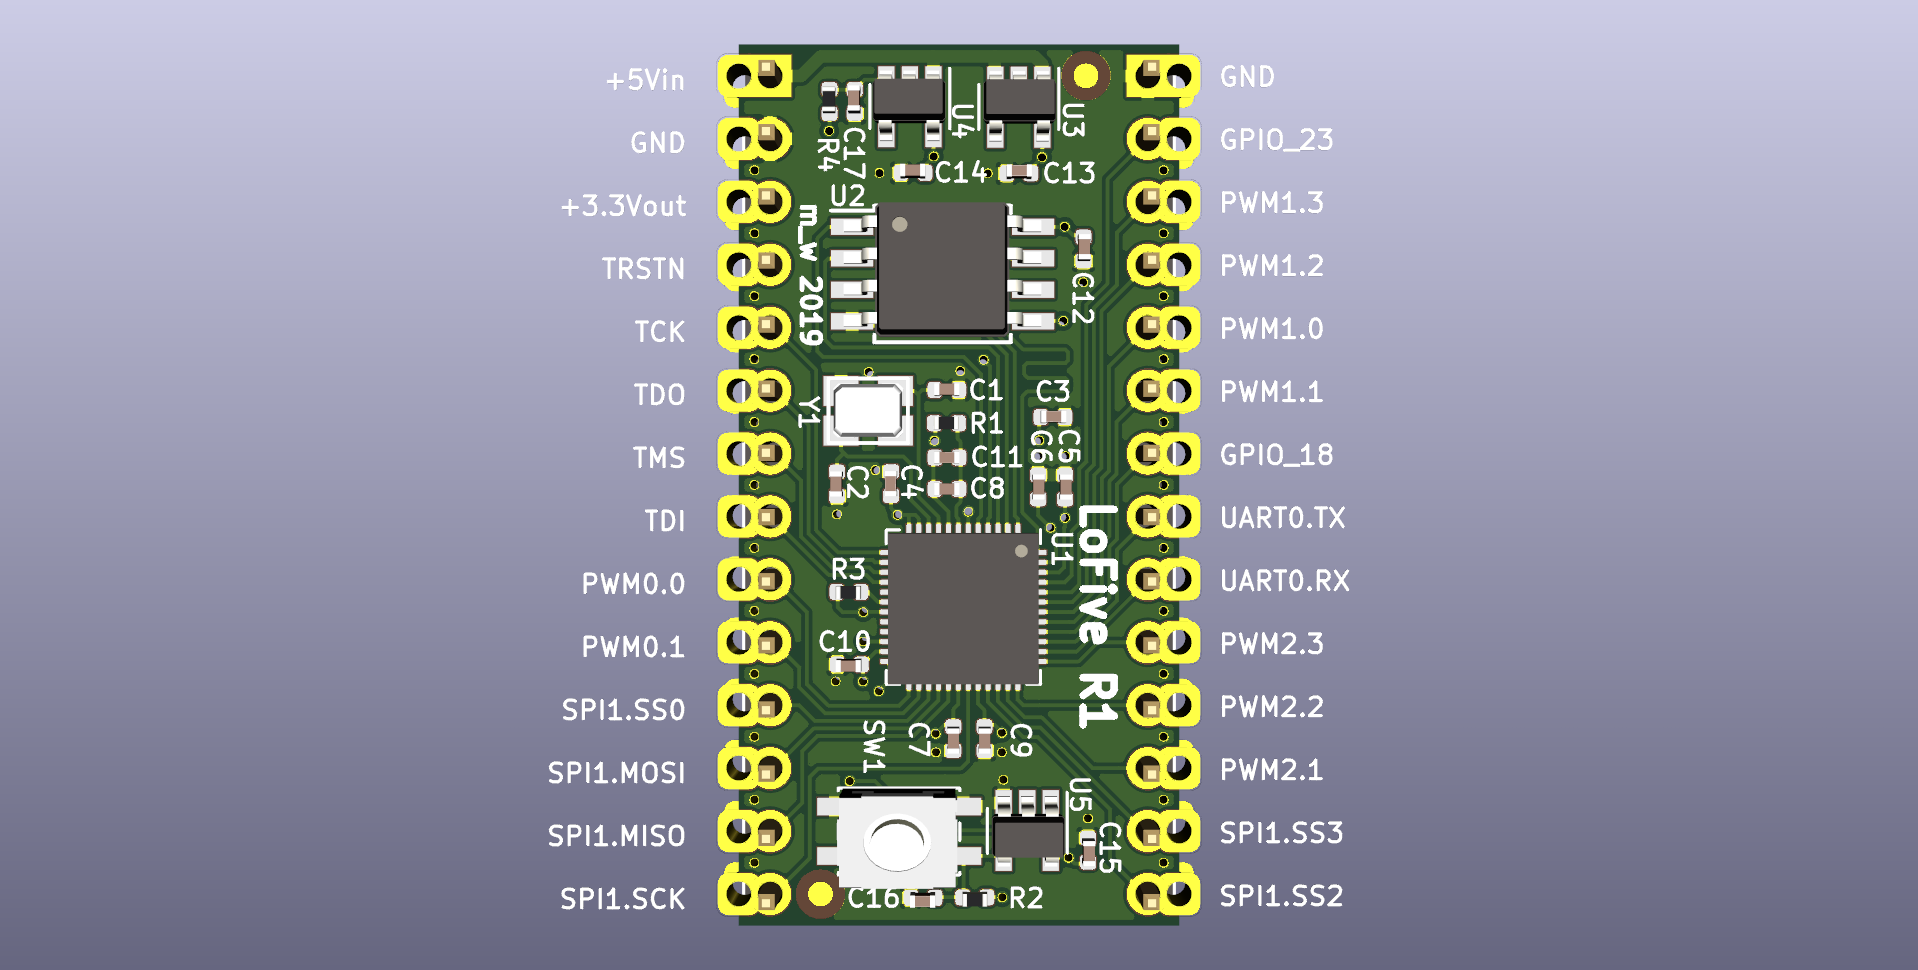 +5Vin
GND
+3.3Vout
TRSTN
TCK
TDO
TMS
TDI
PWM0.0
PWM0.1
SPI1.SS0
SPI1.MOSI
SPI1.MISO
SPI1.SCK
R4
C17
U4
U3
C14
C13
U2
m_w 2019
C12
Y1
C1
R1
C11
C8
C3
C6
C5
C2
C4
U1
LoFive R1
R3
C10
SW1
C7
C9
U5
C15
C16
R2
GND
GPIO_23
PWM1.3
PWM1.2
PWM1.0
PWM1.1
GPIO_18
UART0.TX
UART0.RX
PWM2.3
PWM2.2
PWM2.1
SPI1.SS3
SPI1.SS2